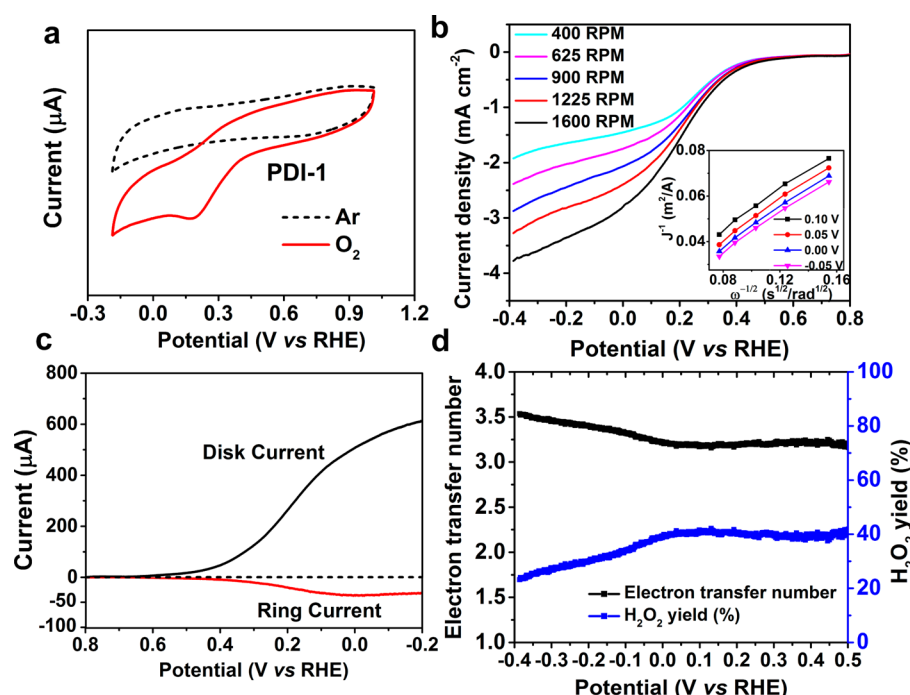 a
Current (μA)
PDI-1
Ar
O₂
-0.3 0.0 0.3 0.6 0.9 1.2
Potential (V vs RHE)
b
Current density (mA cm⁻²)
0
-1
-2
-3
-4
400 RPM
625 RPM
900 RPM
1225 RPM
1600 RPM
J⁻¹ (m²/A)
0.08
0.06
0.04
0.10 V
0.05 V
0.00 V
-0.05 V
0.08 0.12 0.16
ω⁻¹/² (s¹/²/rad¹/²)
-0.4 -0.2 0.0 0.2 0.4 0.6 0.8
Potential (V vs RHE)
c
Current (μA)
800
600
400
200
0
-50
-100
Disk Current
Ring Current
0.8 0.6 0.4 0.2 0.0 -0.2
Potential (V vs RHE)
d
Electron transfer number
4.0
3.5
3.0
2.5
2.0
1.5
1.0
Electron transfer number
H₂O₂ yield (%)
100
80
60
40
20
0
H₂O₂ yield (%)
-0.4 -0.3 -0.2 -0.1 0.0 0.1 0.2 0.3 0.4 0.5
Potential (V vs RHE)